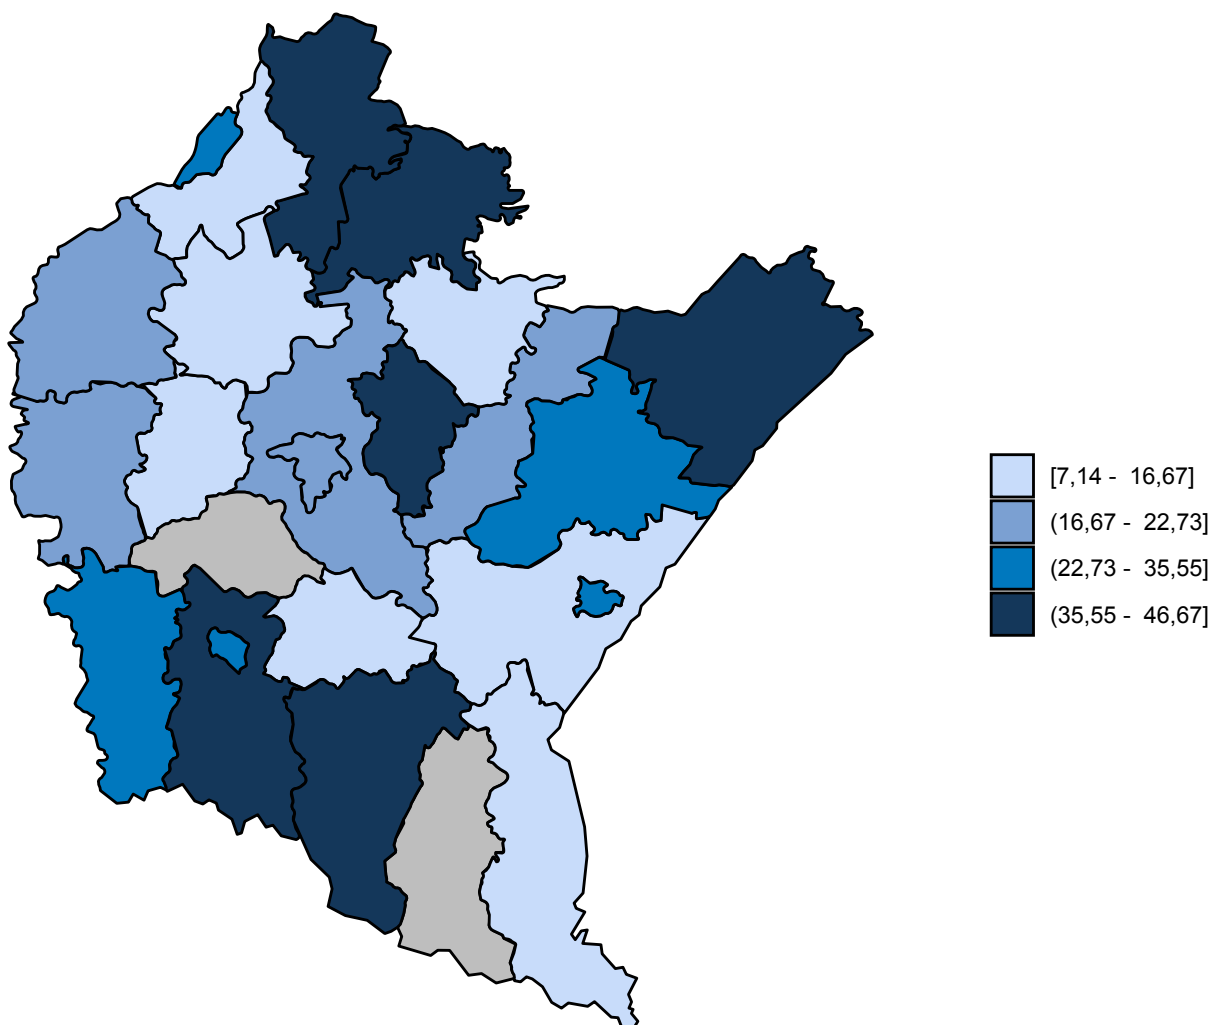 [7,14 - 16,67]
(16,67 - 22,73]
(22,73 - 35,55]
(35,55 - 46,67]